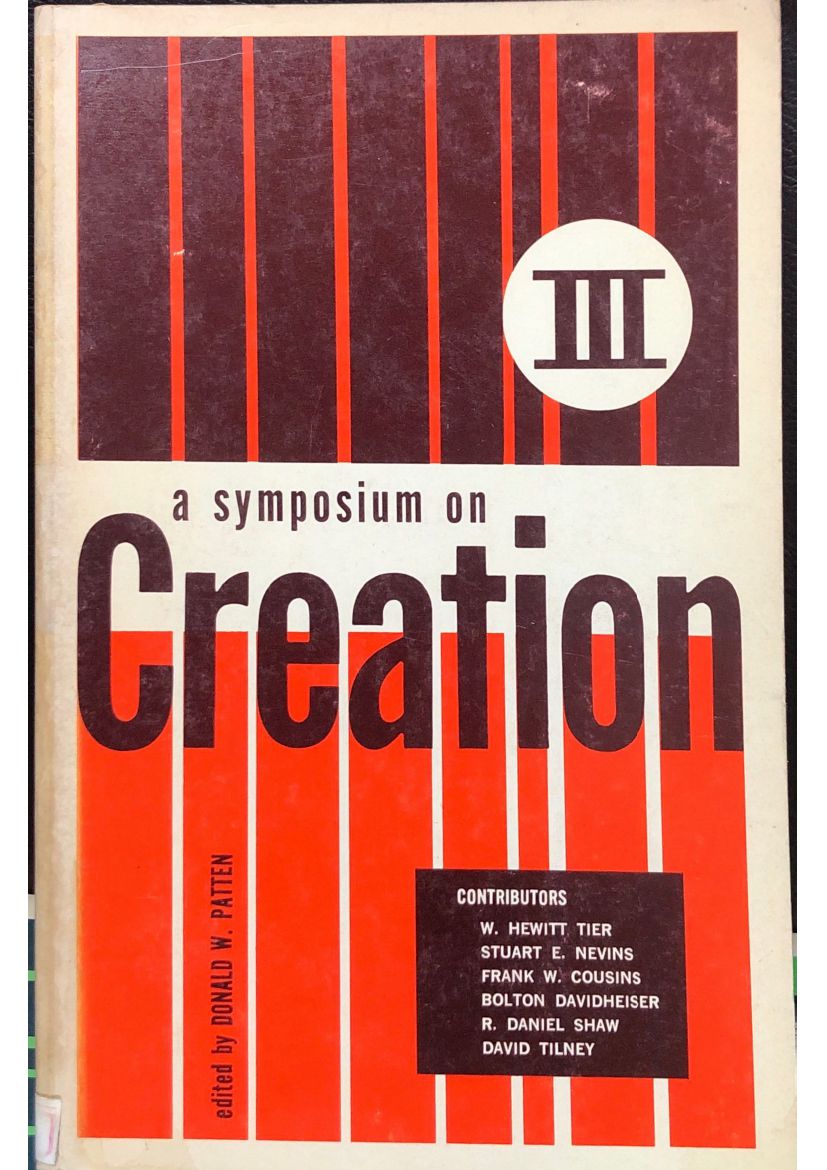 III
a symposium on
Creation
edited by DONALD W. PATTEN
CONTRIBUTORS
W. HEWITT TIER
STUART E. NEVINS
FRANK W. COUSINS
BOLTON DAVIDHEISER
R. DANIEL SHAW
DAVID TILNEY